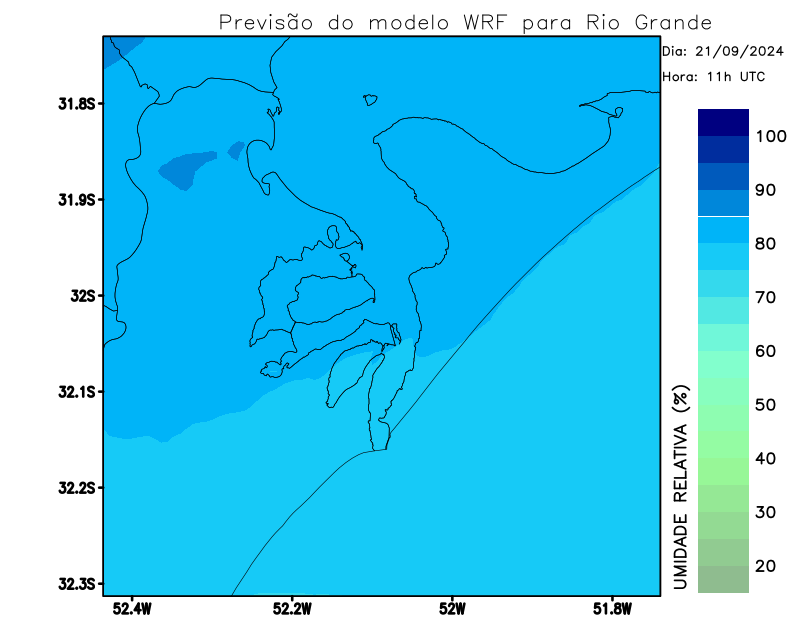 Previsão do modelo WRF para Rio Grande
Dia: 21/09/2024
Hora: 11h UTC
31.8S
31.9S
32S
32.1S
32.2S
32.3S
52.4W
52.2W
52W
51.8W
100
90
80
70
60
50
40
30
20
UMIDADE RELATIVA (%)